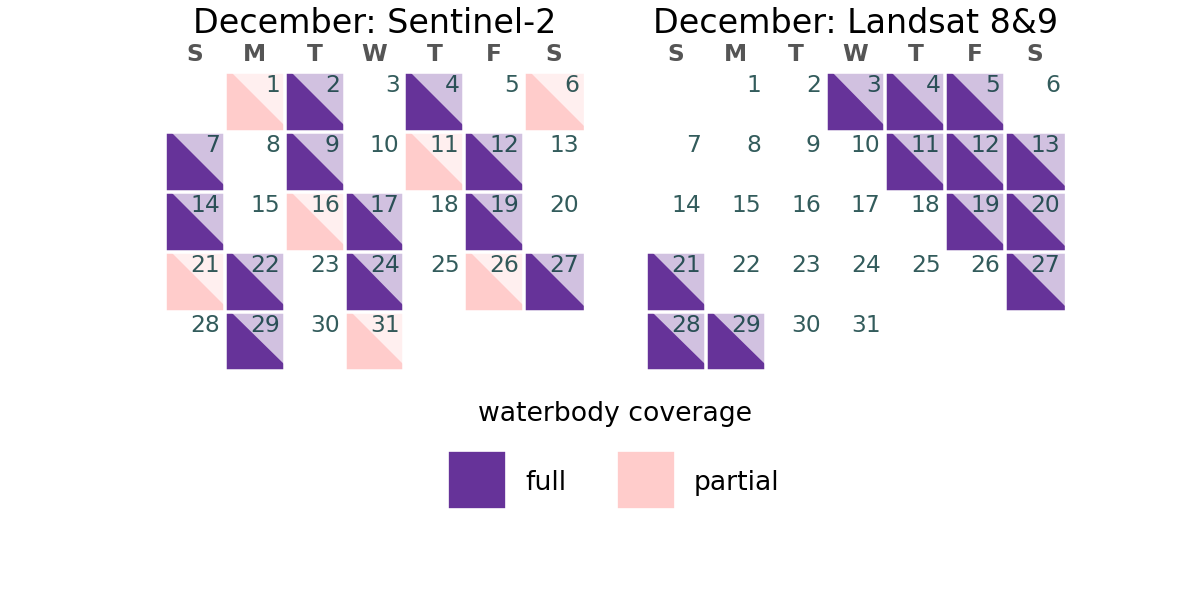 December: Sentinel-2
S M T W T F S
1 2 3 4 5 6
7 8 9 10 11 12 13
14 15 16 17 18 19 20
21 22 23 24 25 26 27
28 29 30 31
December: Landsat 8&9
S M T W T F S
1 2 3 4 5 6
7 8 9 10 11 12 13
14 15 16 17 18 19 20
21 22 23 24 25 26 27
28 29 30 31
waterbody coverage
full partial